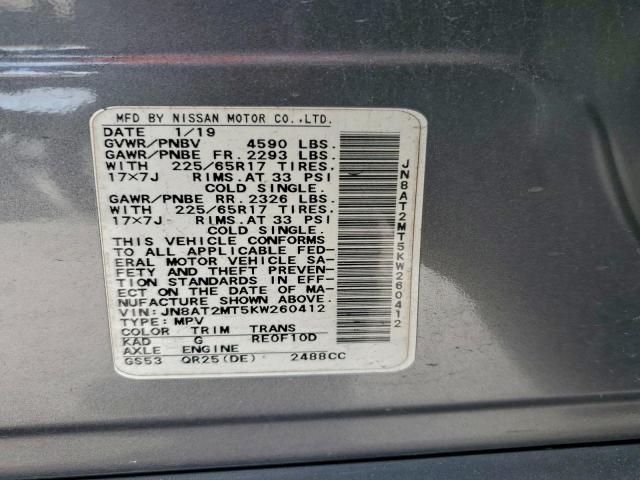 MFD BY NISSAN MOTOR CO.,LTD.
DATE 1/19
GVWR/PNBV 4590 LBS.
GAWR/PNBE FR. 2293 LBS.
WITH 225/65R17 TIRES.
17×7J RIMS.AT 33 PSI
COLD SINGLE.
GAWR/PNBE RR. 2326 LBS.
WITH 225/65R17 TIRES.
17×7J RIMS.AT 33 PSI
COLD SINGLE.
THIS VEHICLE CONFORMS
TO ALL APPLICABLE FED-
ERAL MOTOR VEHICLE SA-
FETY AND THEFT PREVEN-
TION STANDARDS IN EFF-
ECT ON THE DATE OF MA-
NUFACTURE SHOWN ABOVE.
VIN: JN8AT2MT5KW260412
TYPE: MPV
COLOR TRIM TRANS
KAD G RE0F10D
AXLE ENGINE
GS53 QR25(DE) 2488CC
JN8AT2MT5KW260412